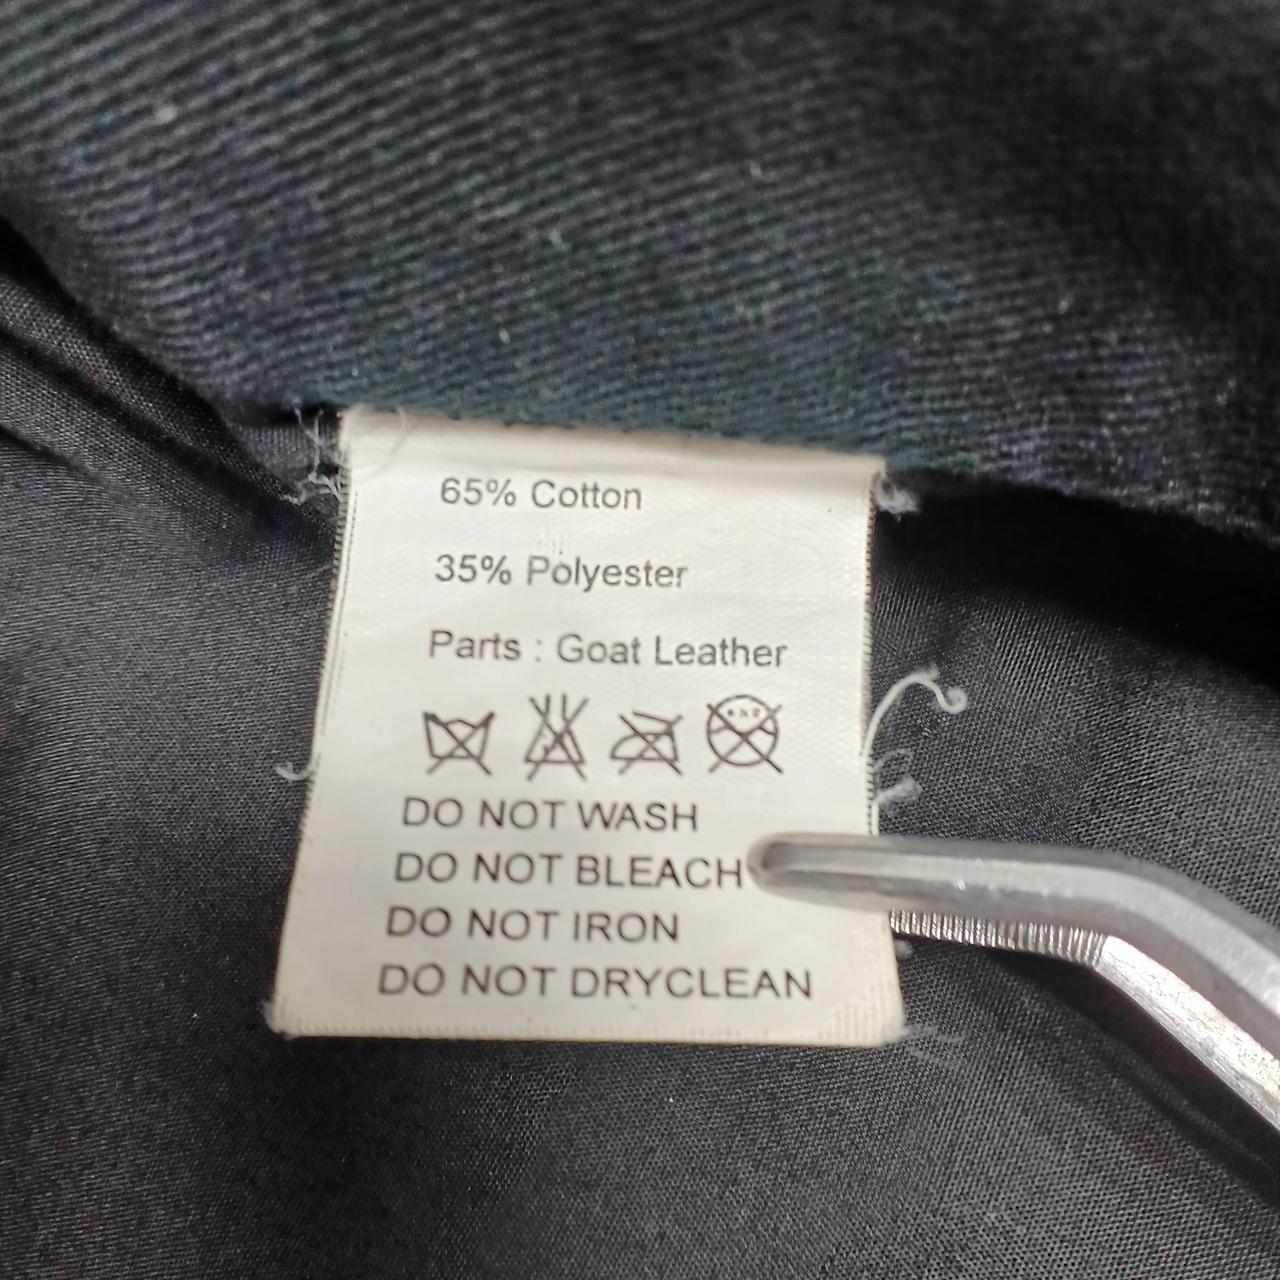 65% Cotton
35% Polyester
Parts : Goat Leather
DO NOT WASH
DO NOT BLEACH
DO NOT IRON
DO NOT DRYCLEAN